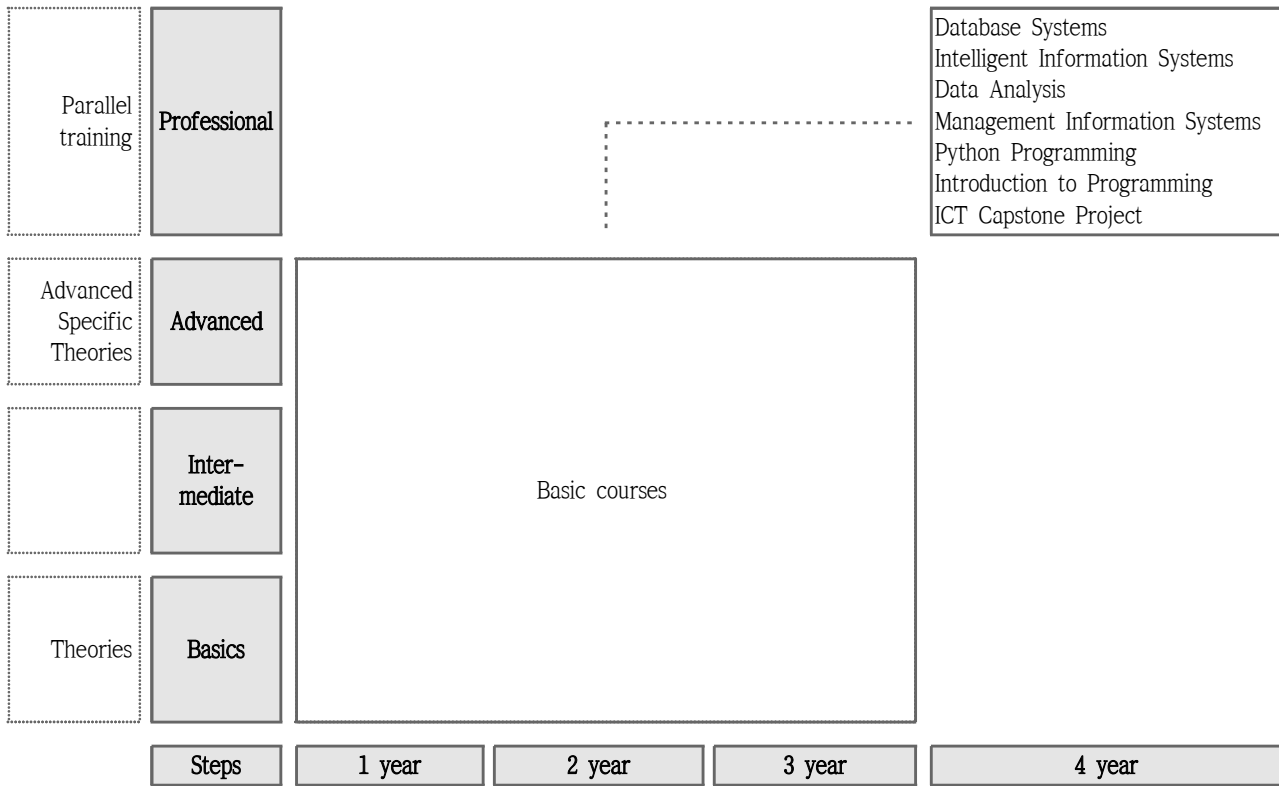 Parallel
training
Professional
Database Systems
Intelligent Information Systems
Data Analysis
Management Information Systems
Python Programming
Introduction to Programming
ICT Capstone Project
Advanced
Specific
Theories
Advanced
Inter-
mediate
Basic courses
Theories
Basics
Steps
1 year
2 year
3 year
4 year